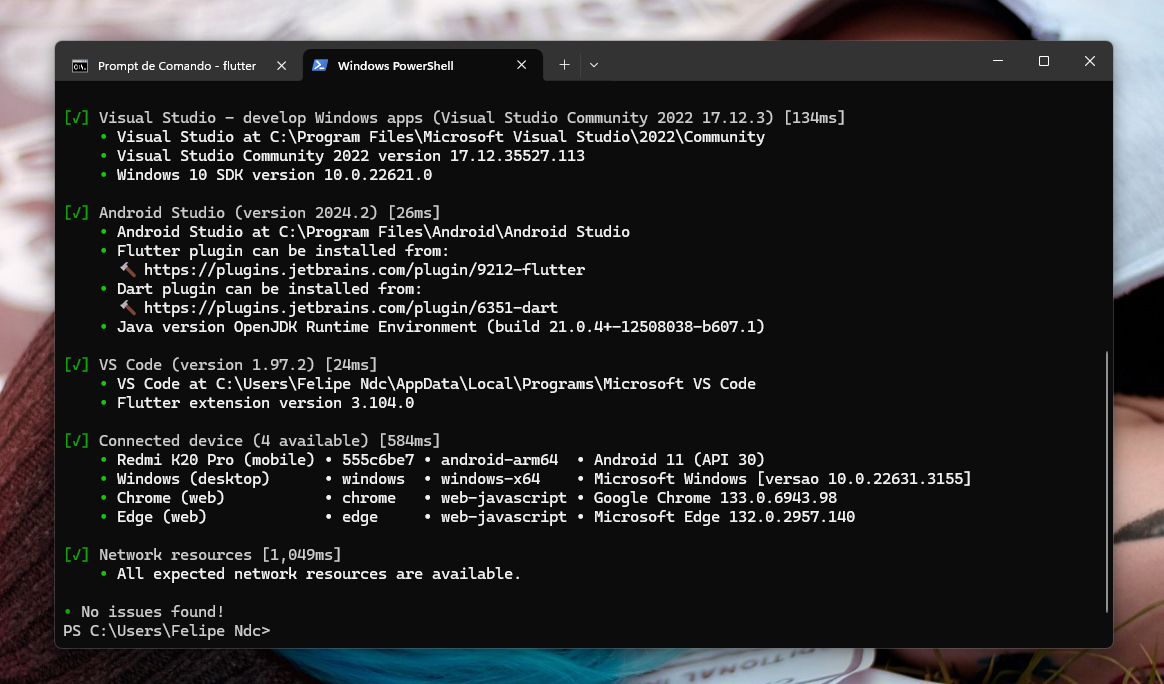 Prompt de Comando - flutter
Windows PowerShell
[√] Visual Studio - develop Windows apps (Visual Studio Community 2022 17.12.3) [134ms]
• Visual Studio at C:\Program Files\Microsoft Visual Studio\2022\Community
• Visual Studio Community 2022 version 17.12.35527.113
• Windows 10 SDK version 10.0.22621.0
[√] Android Studio (version 2024.2) [26ms]
• Android Studio at C:\Program Files\Android\Android Studio
• Flutter plugin can be installed from:
🔨 https://plugins.jetbrains.com/plugin/9212-flutter
• Dart plugin can be installed from:
🔨 https://plugins.jetbrains.com/plugin/6351-dart
• Java version OpenJDK Runtime Environment (build 21.0.4+-12508038-b607.1)
[√] VS Code (version 1.97.2) [24ms]
• VS Code at C:\Users\Felipe Ndc\AppData\Local\Programs\Microsoft VS Code
• Flutter extension version 3.104.0
[√] Connected device (4 available) [584ms]
• Redmi K20 Pro (mobile) • 555c6be7 • android-arm64 • Android 11 (API 30)
• Windows (desktop) • windows • windows-x64 • Microsoft Windows [versao 10.0.22631.3155]
• Chrome (web) • chrome • web-javascript • Google Chrome 133.0.6943.98
• Edge (web) • edge • web-javascript • Microsoft Edge 132.0.2957.140
[√] Network resources [1,049ms]
• All expected network resources are available.
• No issues found!
PS C:\Users\Felipe Ndc>